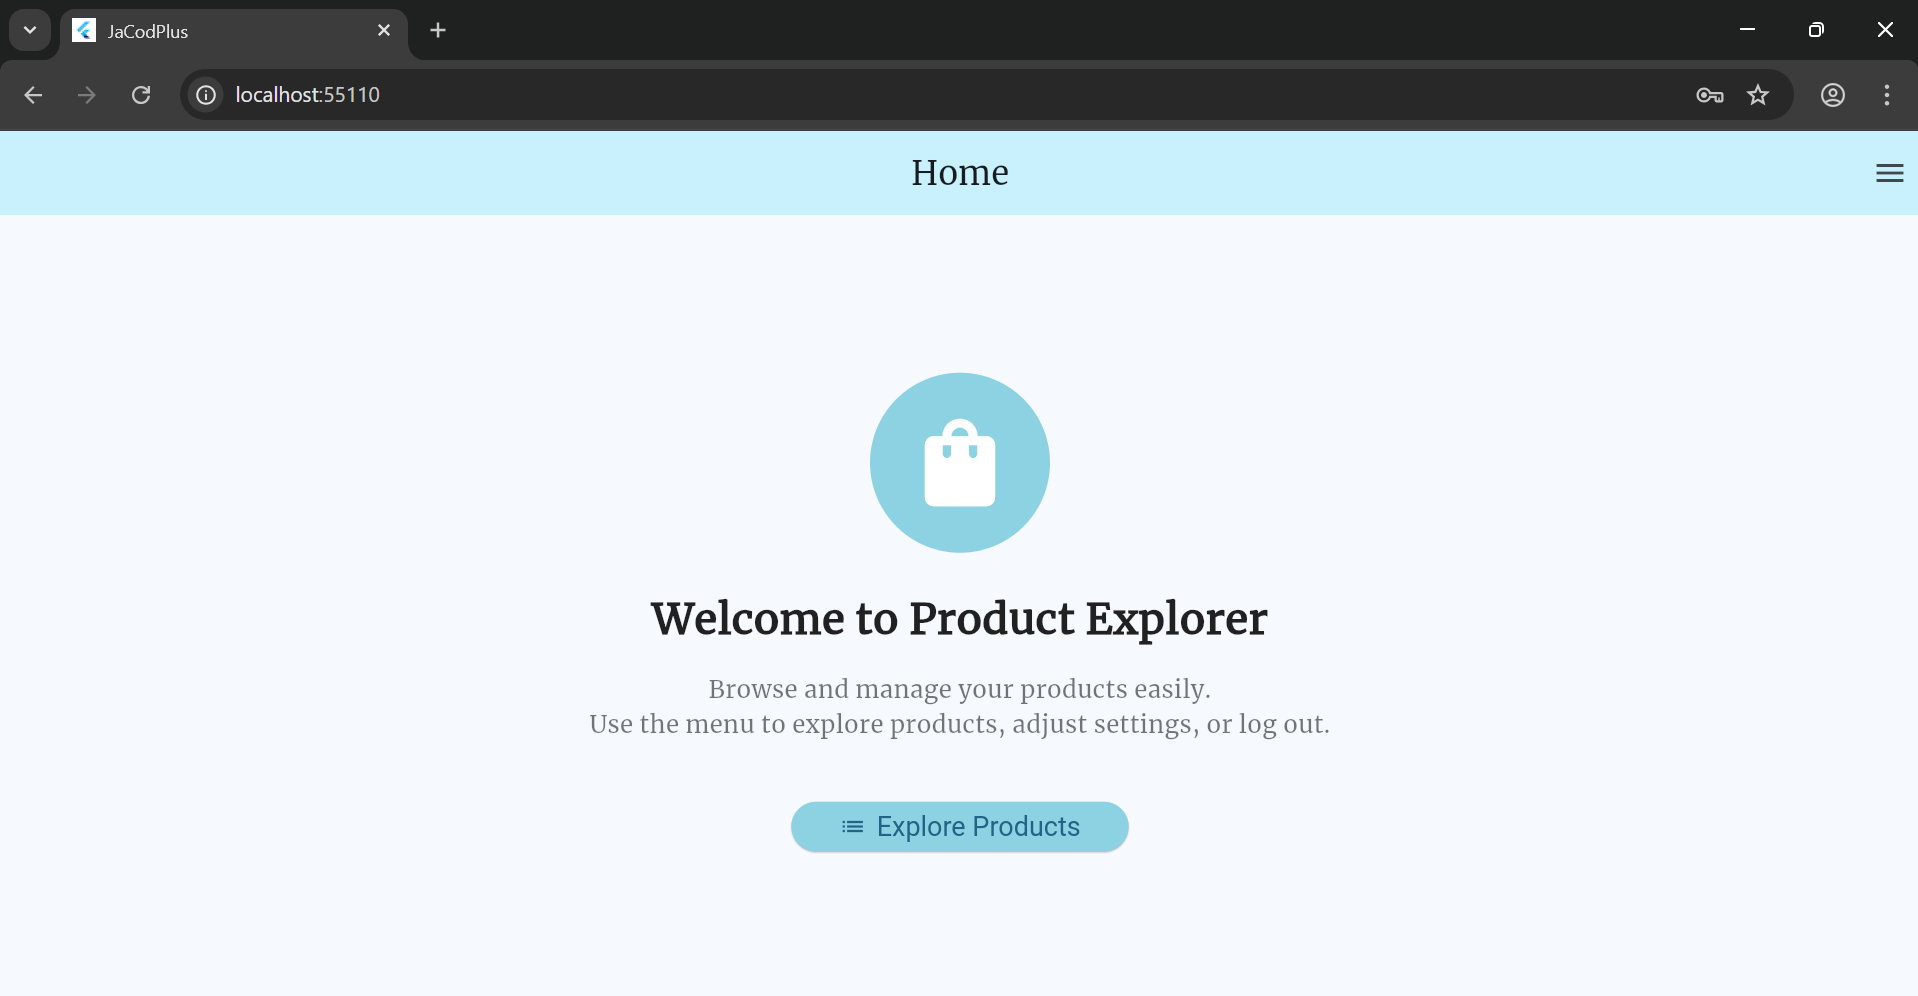 JaCodPlus
localhost:55110
Home
Welcome to Product Explorer
Browse and manage your products easily.
Use the menu to explore products, adjust settings, or log out.
Explore Products